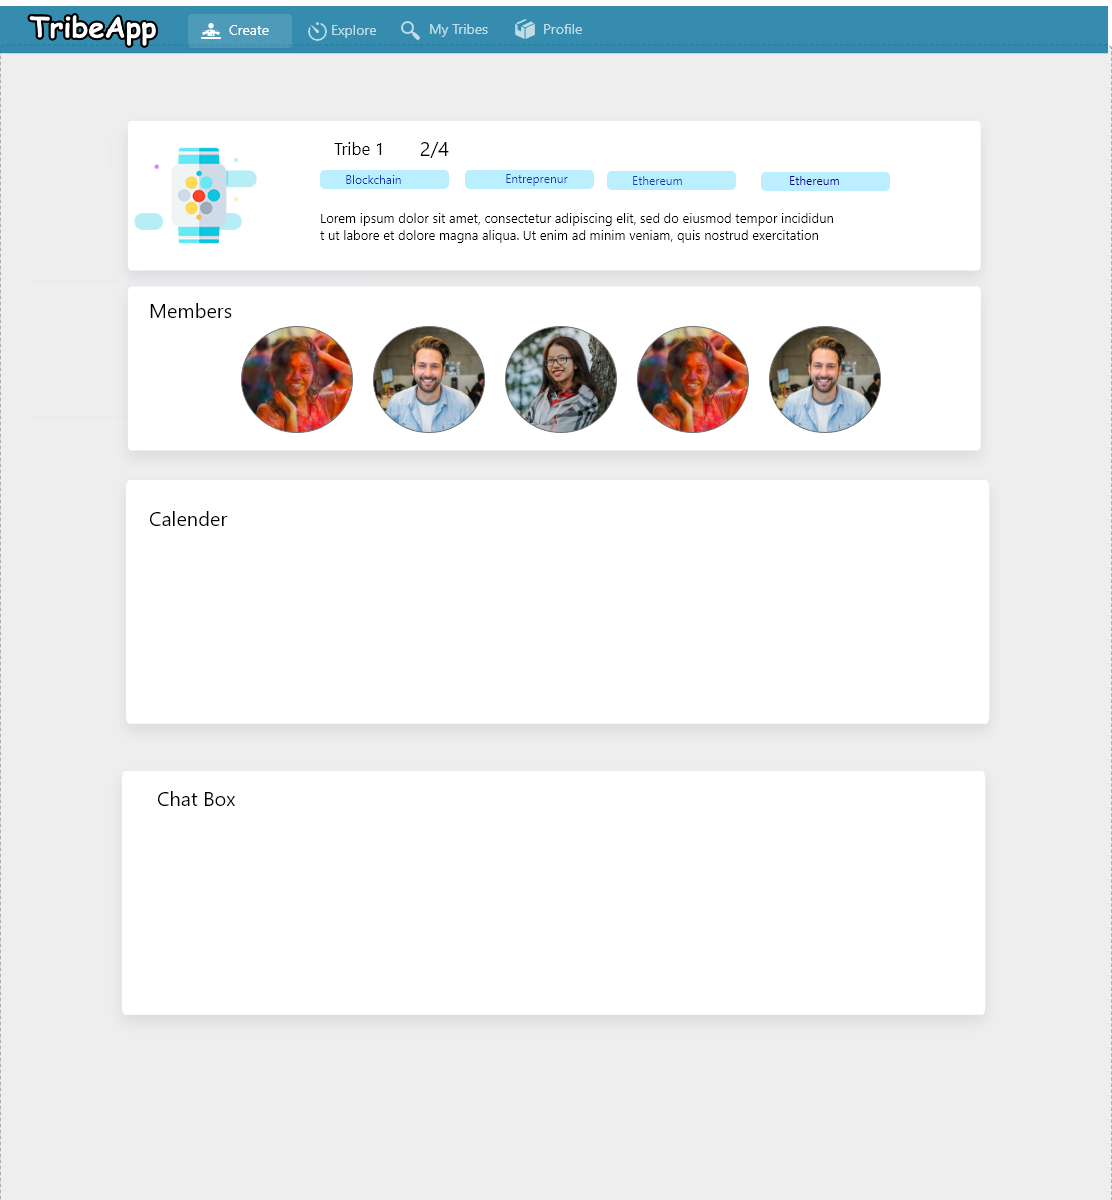 TribeApp Create Explore My Tribes Profile
Tribe 1 2/4
Blockchain Entreprenur Ethereum Ethereum
Lorem ipsum dolor sit amet, consectetur adipiscing elit, sed do eiusmod tempor incididun
t ut labore et dolore magna aliqua. Ut enim ad minim veniam, quis nostrud exercitation
Members
Calender
Chat Box